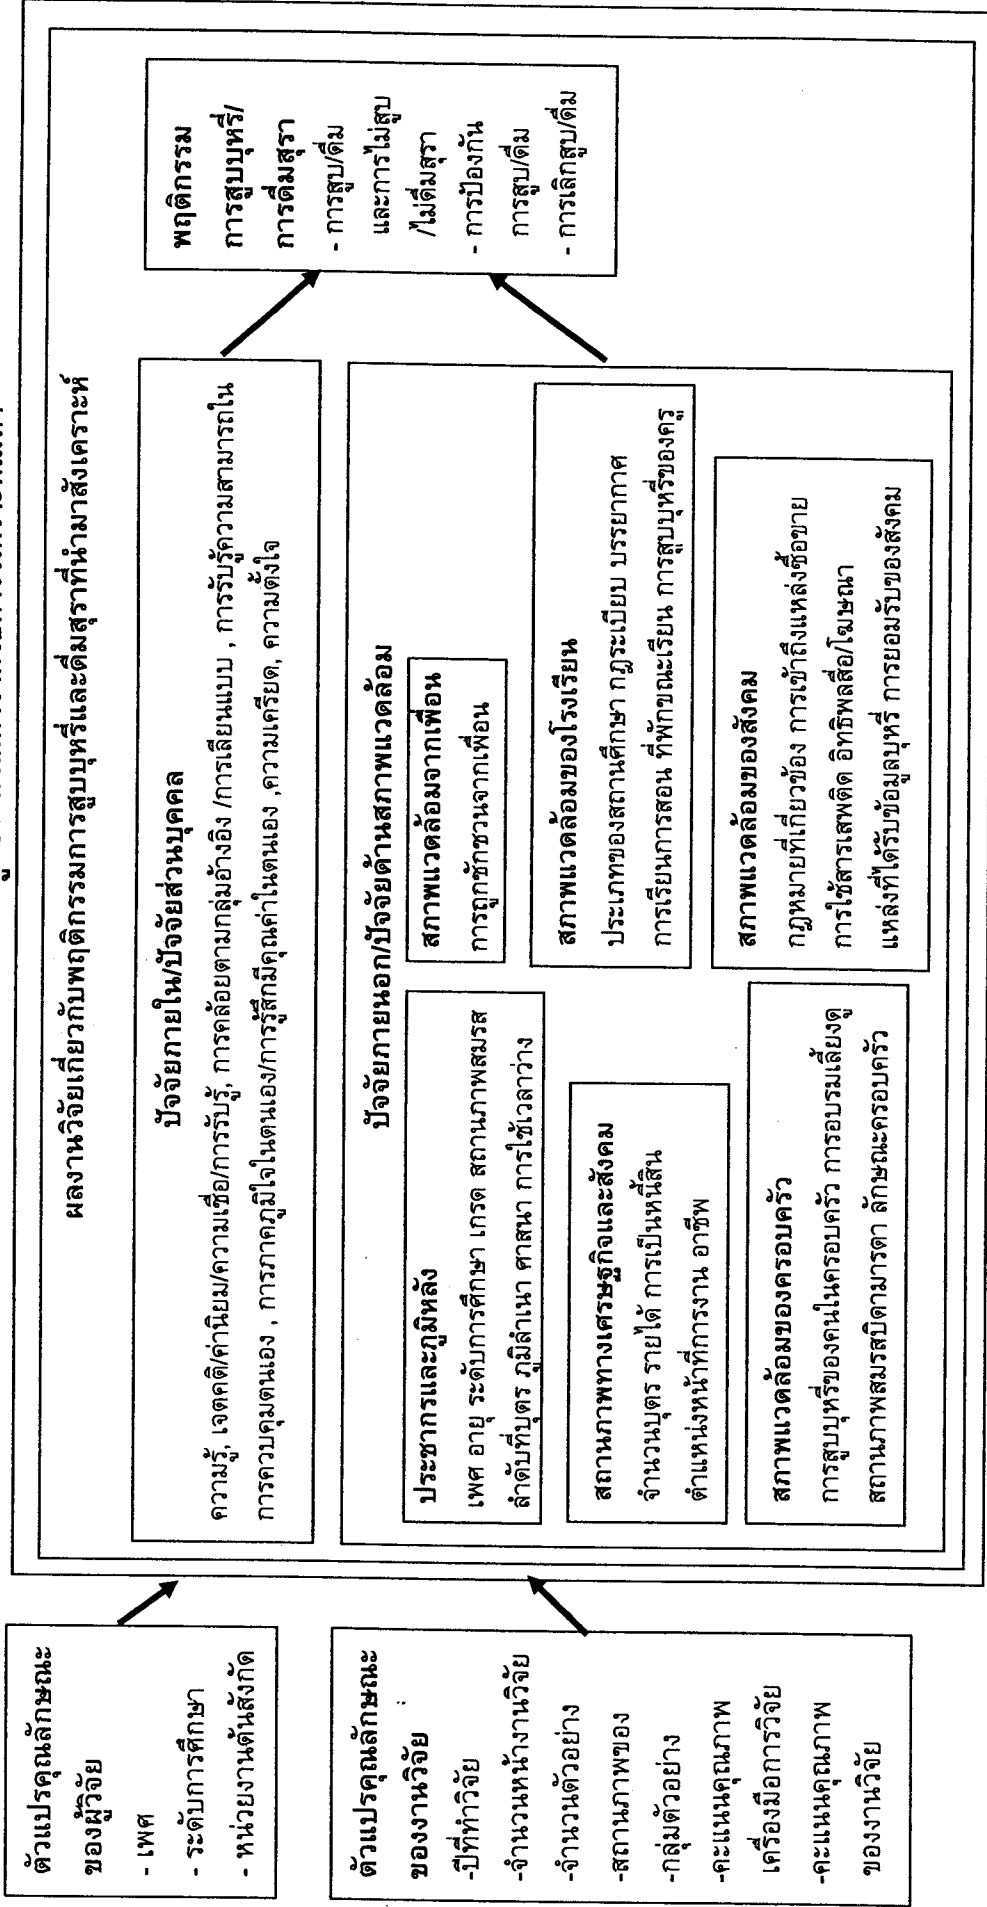 ผลงานวิจัยเกี่ยวกับพฤติกรรมการสูบบุหรี่และดื่มสุราที่นำมาสังเคราะห์
ตัวแปรคุณลักษณะ
ของผู้วิจัย
- เพศ
- ระดับการศึกษา
- หน่วยงานต้นสังกัด
ตัวแปรคุณลักษณะ
ของงานวิจัย
-ปีที่ทำวิจัย
-จำนวนหน้างานวิจัย
-จำนวนตัวอย่าง
-สถานภาพของ
-กลุ่มตัวอย่าง
-คะแนนคุณภาพ
เครื่องมือการวิจัย
-คะแนนคุณภาพ
ของงานวิจัย
ปัจจัยภายใน/ปัจจัยส่วนบุคคล
ความรู้, เจตคติ/ค่านิยม/ความเชื่อ/การรับรู้, การคล้อยตามกลุ่มอ้างอิง /การเลียนแบบ , การรับรู้ความสามารถใน
การควบคุมตนเอง , การภาคภูมิใจในตนเอง/การรู้สึกมีคุณค่าในตนเอง ,ความเครียด, ความตั้งใจ
ปัจจัยภายนอก/ปัจจัยด้านสภาพแวดล้อม
ประชากรและภูมิหลัง
เพศ อายุ ระดับการศึกษา เกรด สถานภาพสมรส
ลำดับที่บุตร ภูมิลำเนา ศาสนา การใช้เวลาว่าง
สภาพแวดล้อมจากเพื่อน
การถูกชักชวนจากเพื่อน
สถานภาพทางเศรษฐกิจและสังคม
จำนวนบุตร รายได้ การเป็นหนี้สิน
ตำแหน่งหน้าที่การงาน อาชีพ
สภาพแวดล้อมของโรงเรียน
ประเภทของสถานศึกษา กฎระเบียบ บรรยากาศ
การเรียนการสอน ที่พักขณะเรียน การสูบบุหรี่ของครู
สภาพแวดล้อมของครอบครัว
การสูบบุหรี่ของคนในครอบครัว การอบรมเลี้ยงดู
สถานภาพสมรสบิดามารดา ลักษณะครอบครัว
สภาพแวดล้อมของสังคม
กฎหมายที่เกี่ยวข้อง การเข้าถึงแหล่งซื้อขาย
การใช้สารเสพติด อิทธิพลสื่อ/โฆษณา
แหล่งที่ได้รับข้อมูลบุหรี่ การยอมรับของสังคม
พฤติกรรม
การสูบบุหรี่/
การดื่มสุรา
- การสูบ/ดื่ม
และการไม่สูบ
/ไม่ดื่มสุรา
- การป้องกัน
การสูบ/ดื่ม
- การเลิกสูบ/ดื่ม